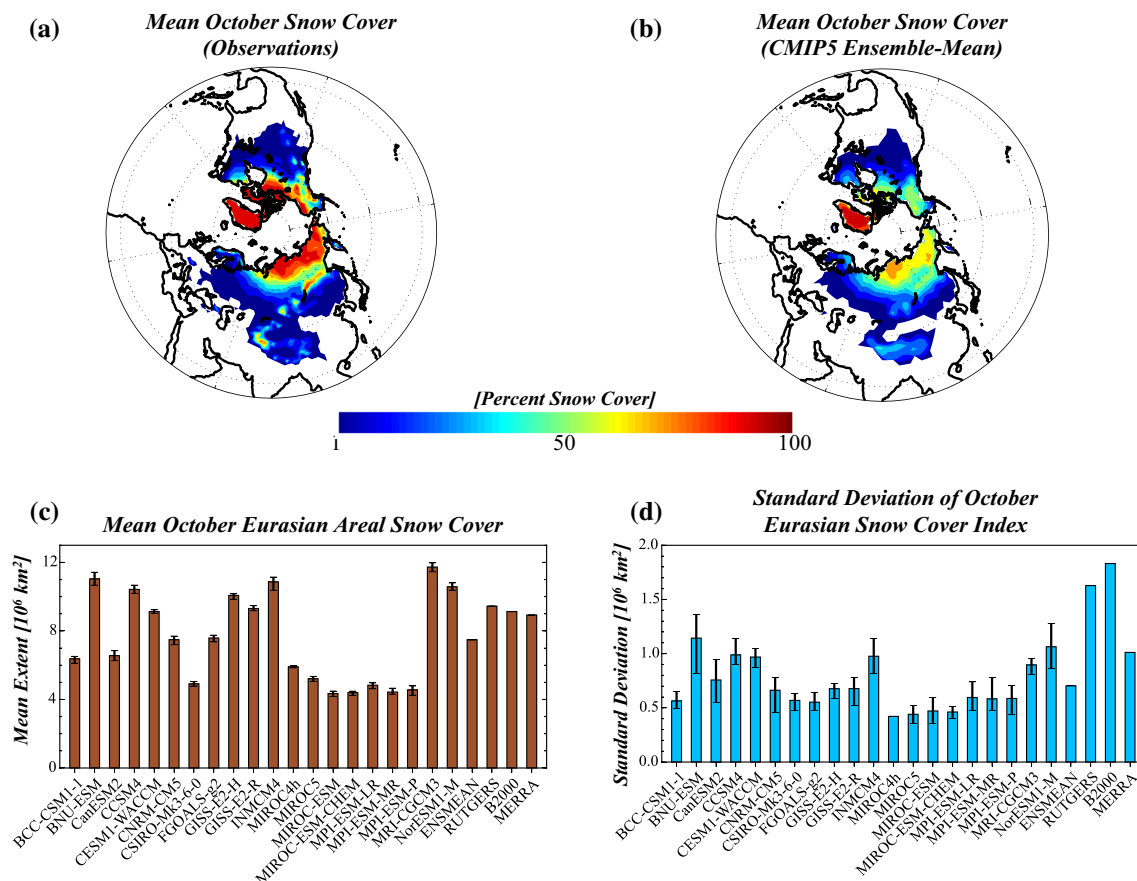 (a)
Mean October Snow Cover
(Observations)
(b)
Mean October Snow Cover
(CMIP5 Ensemble-Mean)
[Percent Snow Cover]
1
50
100
(c)
Mean October Eurasian Areal Snow Cover
Mean Extent [10⁶ km²]
12
8
4
0
BCC-CSM1-1
BNU-ESM
CanESM2
CCSM4
CESM1-WACCM
CNRM-CM5
CSIRO-Mk3-6-0
FGOALS-g2
GISS-E2-H
GISS-E2-R
INMCM4
MIROC4h
MIROC5
MIROC-ESM
MIROC-ESM-CHEM
MPI-ESM-LR
MPI-ESM-MR
MPI-ESM-P
MRI-CGCM3
NorESM1-M
ENSMEAN
RUTGERS
B2000
MERRA
(d)
Standard Deviation of October
Eurasian Snow Cover Index
Standard Deviation [10⁶ km²]
2.0
1.5
1.0
0.5
0.0
BCC-CSM1-1
BNU-ESM
CanESM2
CCSM4
CESM1-WACCM
CNRM-CM5
CSIRO-Mk3-6-0
FGOALS-g2
GISS-E2-H
GISS-E2-R
INMCM4
MIROC4h
MIROC5
MIROC-ESM
MIROC-ESM-CHEM
MPI-ESM-LR
MPI-ESM-MR
MPI-ESM-P
MRI-CGCM3
NorESM1-M
ENSMEAN
RUTGERS
B2000
MERRA